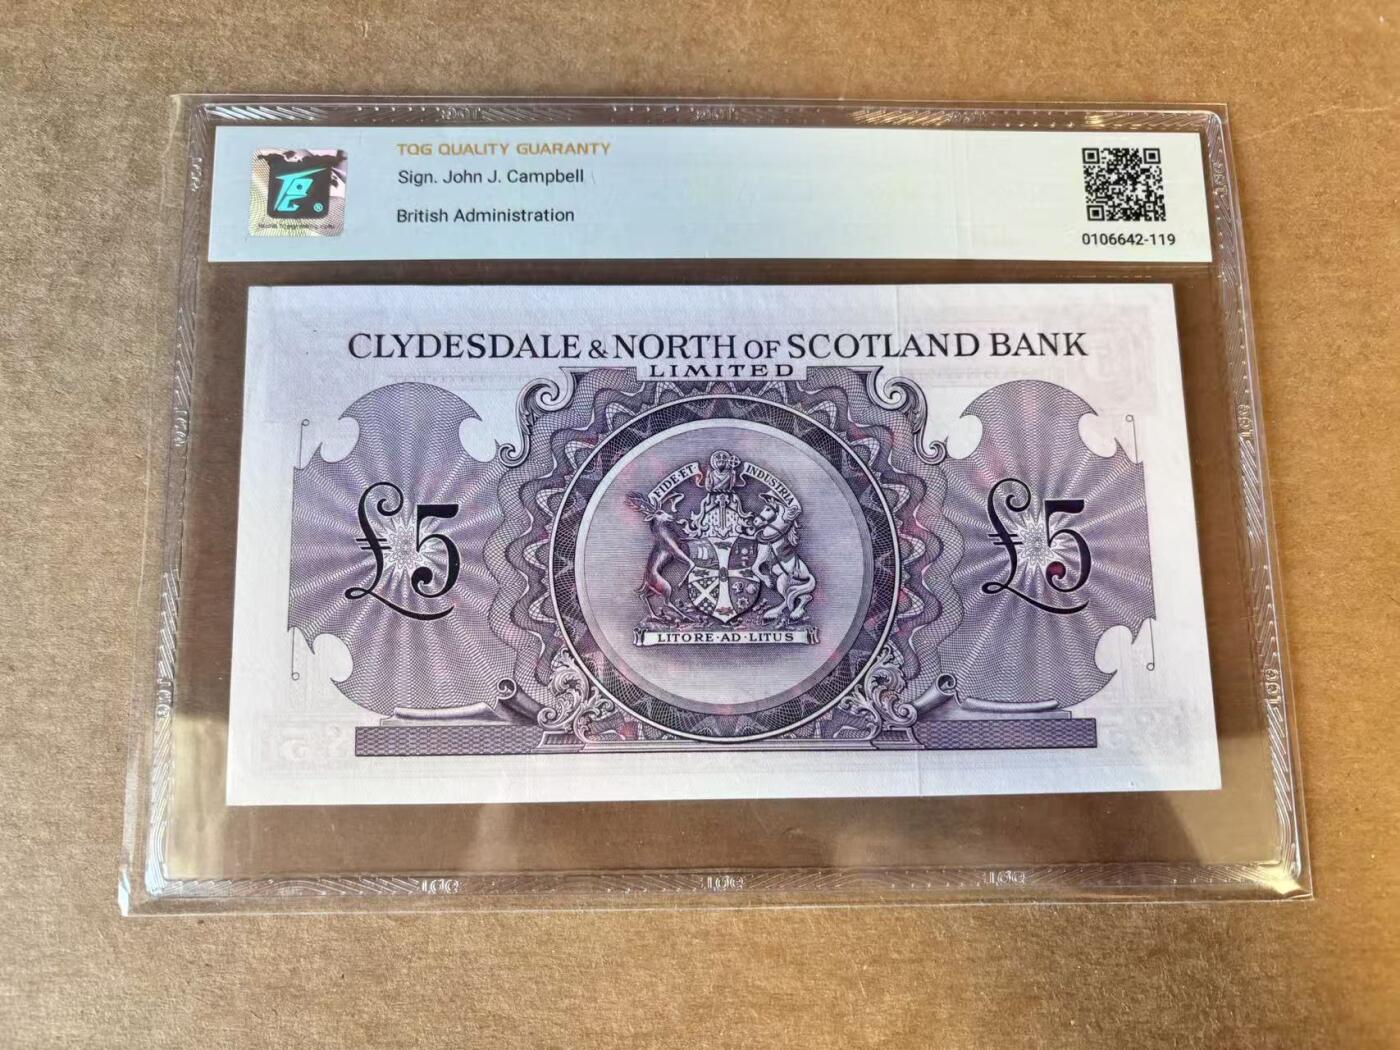 TQG QUALITY GUARANTY
Sign. John J. Campbell
British Administration
0106642-119
CLYDESDALE & NORTH OF SCOTLAND BANK
LIMITED
£5
£5
FIDE·ET· INDUSTRIA
LITORE·AD·LITUS